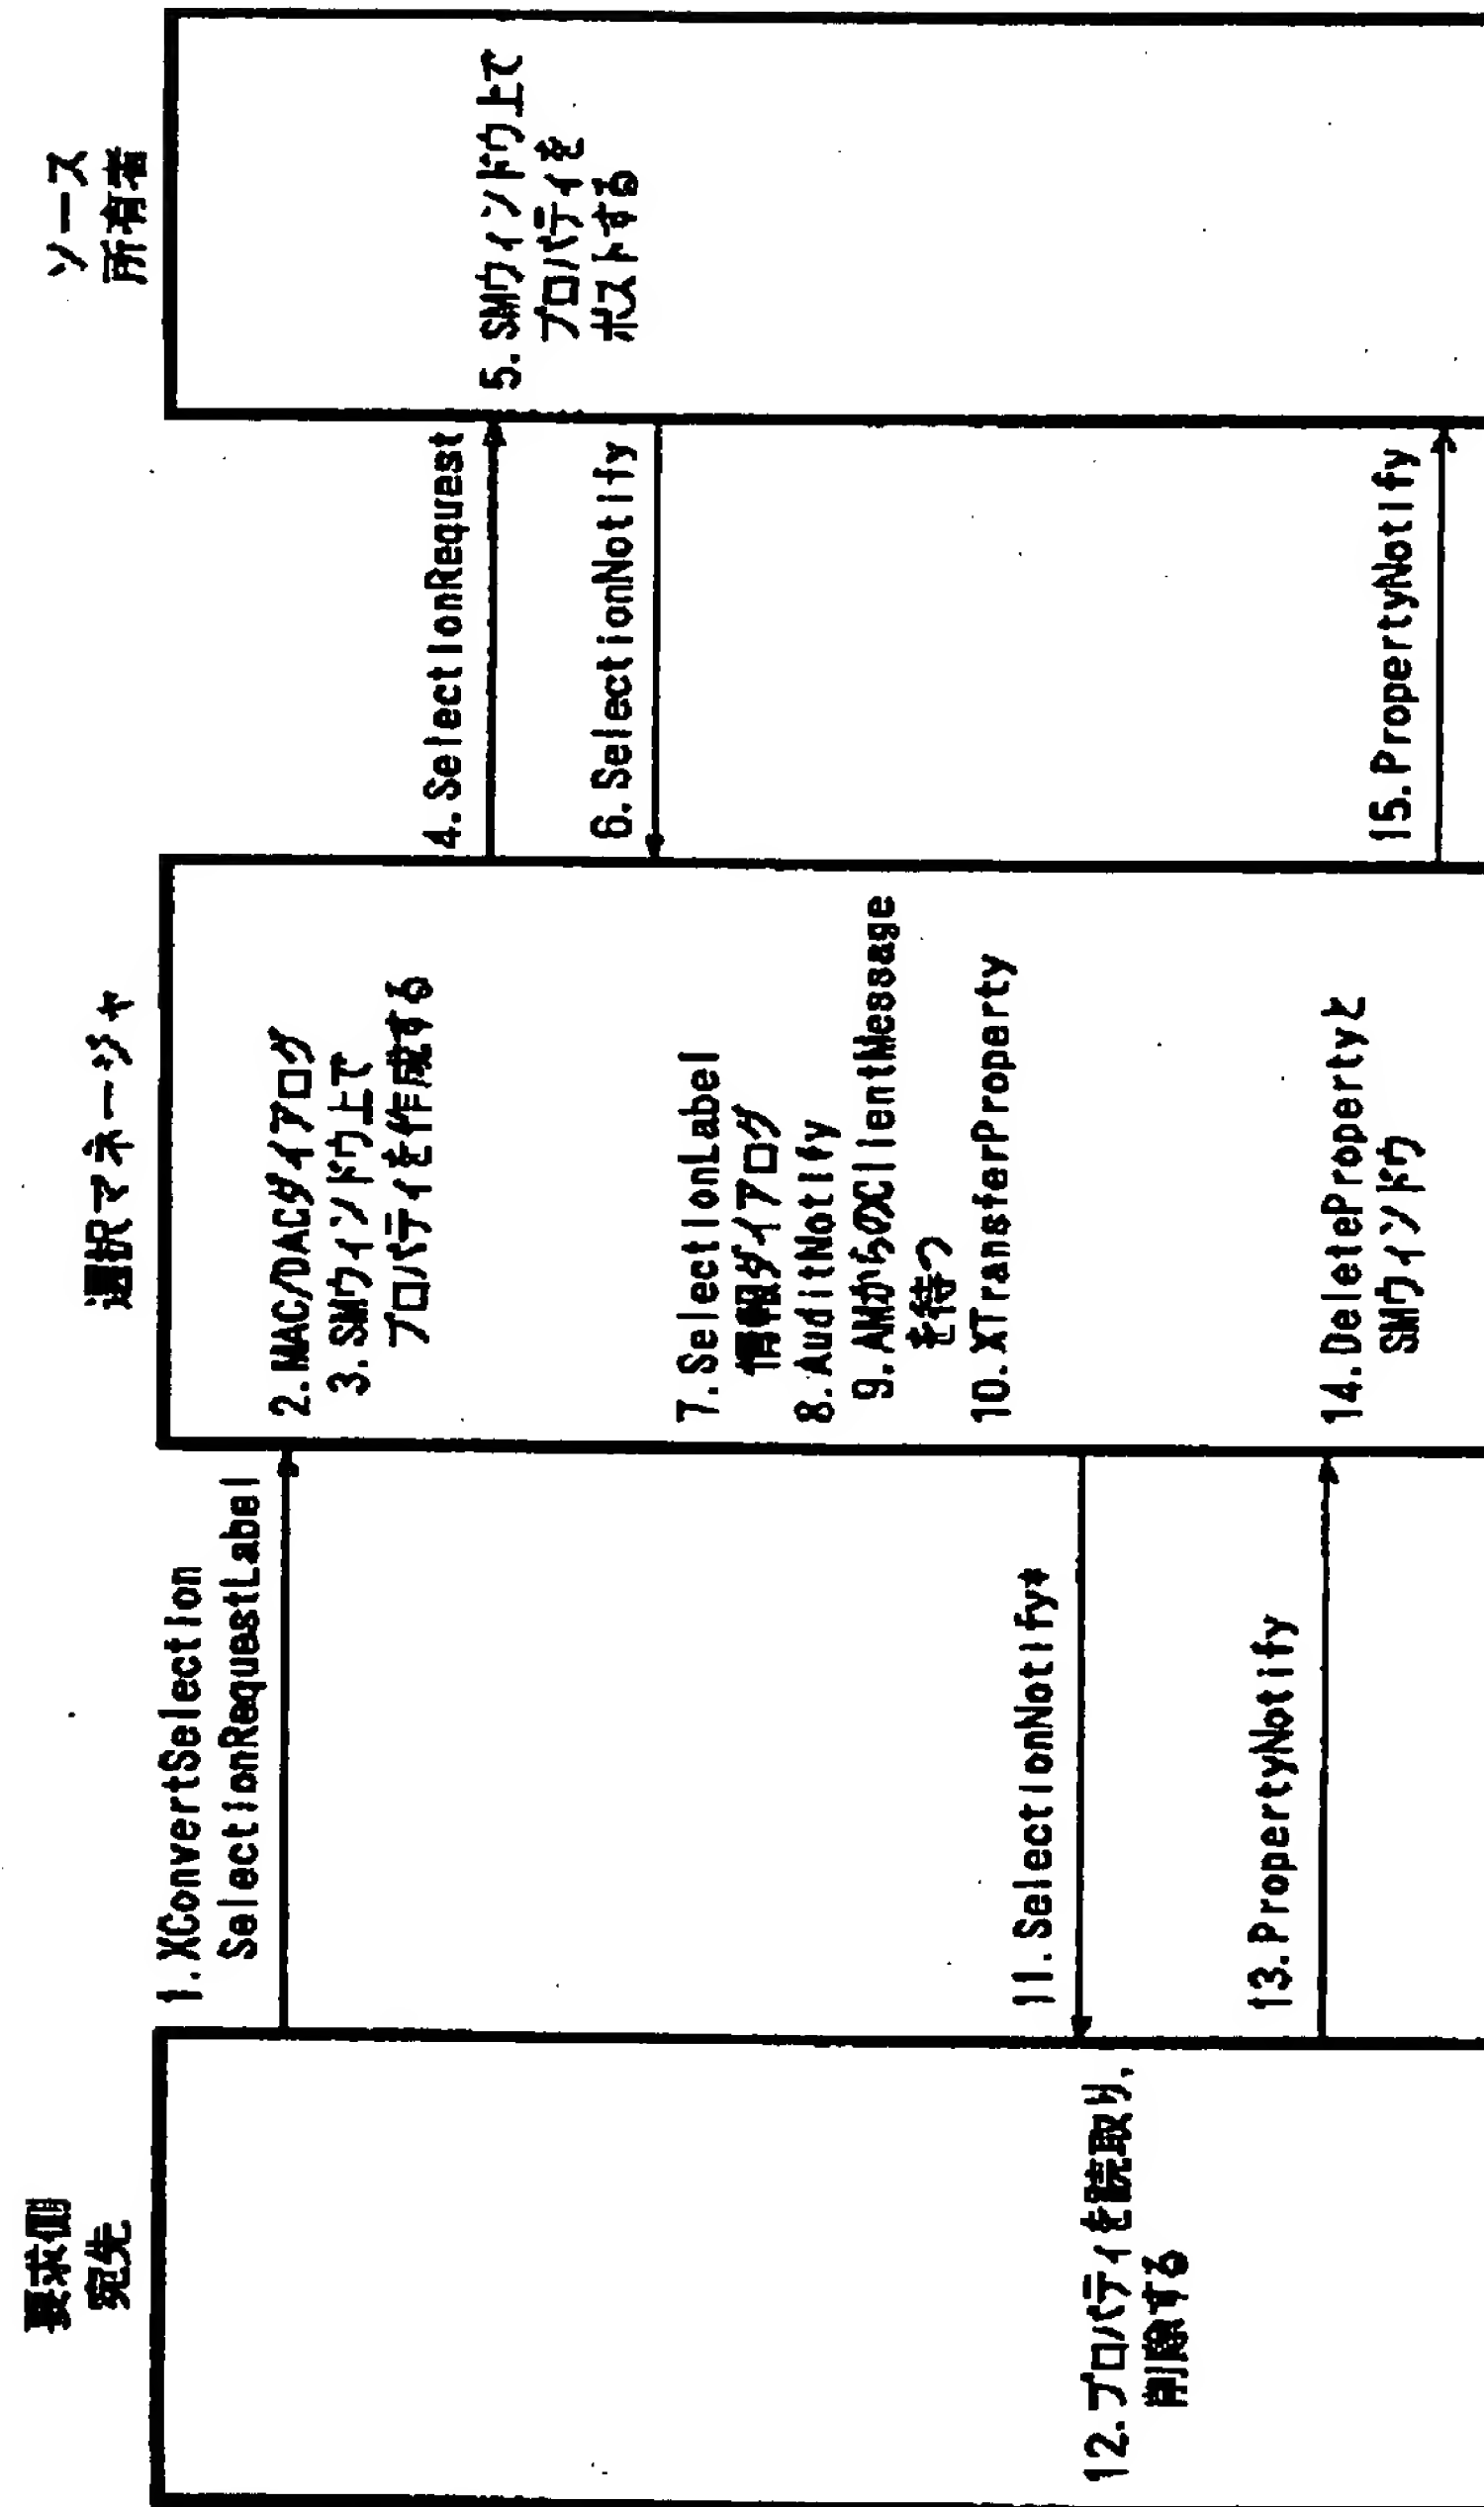 要求側
宛先
選択マネージャ
ソース
所有者
1.XConvertSelection
SelectionRequestLabel
2.MAC/DACダイアログ
3.SMウィンドウ上で
プロパティを作成する
4.SelectionRequest
5.SMウィンドウ上で
プロパティを
ポストする
6.SelectionNotify
7.SelectionLabel
情報ダイアログ
8.AuditNotify
9.AMからのXClientMessage
を待つ
10.XTransferProperty
11.SelectionNotify*
12.プロパティを読取り,
削除する
13.PropertyNotify
14.DeletePropertyと
SMウィンドウ
15.PropertyNotify